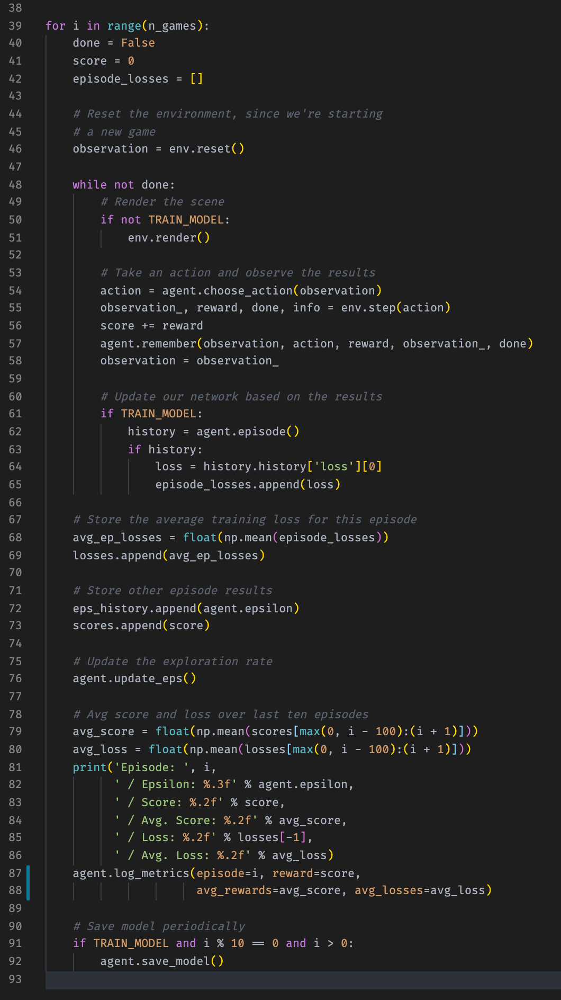 38
39 for i in range(n_games):
40     done = False
41     score = 0
42     episode_losses = []
43
44     # Reset the environment, since we're starting
45     # a new game
46     observation = env.reset()
47
48     while not done:
49         # Render the scene
50         if not TRAIN_MODEL:
51             env.render()
52
53         # Take an action and observe the results
54         action = agent.choose_action(observation)
55         observation_, reward, done, info = env.step(action)
56         score += reward
57         agent.remember(observation, action, reward, observation_, done)
58         observation = observation_
59
60         # Update our network based on the results
61         if TRAIN_MODEL:
62             history = agent.episode()
63             if history:
64                 loss = history.history['loss'][0]
65                 episode_losses.append(loss)
66
67     # Store the average training loss for this episode
68     avg_ep_losses = float(np.mean(episode_losses))
69     losses.append(avg_ep_losses)
70
71     # Store other episode results
72     eps_history.append(agent.epsilon)
73     scores.append(score)
74
75     # Update the exploration rate
76     agent.update_eps()
77
78     # Avg score and loss over last ten episodes
79     avg_score = float(np.mean(scores[max(0, i - 100):(i + 1)]))
80     avg_loss = float(np.mean(losses[max(0, i - 100):(i + 1)]))
81     print('Episode: ', i,
82           ' / Epsilon: %.3f' % agent.epsilon,
83           ' / Score: %.2f' % score,
84           ' / Avg. Score: %.2f' % avg_score,
85           ' / Loss: %.2f' % losses[-1],
86           ' / Avg. Loss: %.2f' % avg_loss)
87     agent.log_metrics(episode=i, reward=score,
88                       avg_rewards=avg_score, avg_losses=avg_loss)
89
90     # Save model periodically
91     if TRAIN_MODEL and i % 10 == 0 and i > 0:
92         agent.save_model()
93